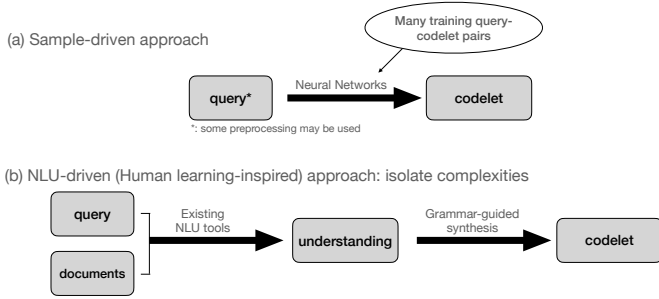 (a) Sample-driven approach
Many training query-
codelet pairs
query*
Neural Networks
codelet
*: some preprocessing may be used
(b) NLU-driven (Human learning-inspired) approach: isolate complexities
query
documents
Existing
NLU tools
understanding
Grammar-guided
synthesis
codelet